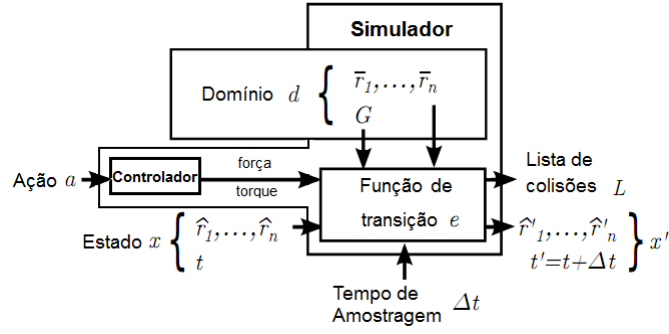 Simulador
Domínio d { r̅₁,...,r̅ₙ
G
Ação a
Controlador
força
torque
Função de
transição e
Lista de
colisões L
Estado x { r̂₁,...,r̂ₙ
t
r̂'₁,...,r̂'ₙ } x'
t'=t+Δt
Tempo de
Amostragem Δt